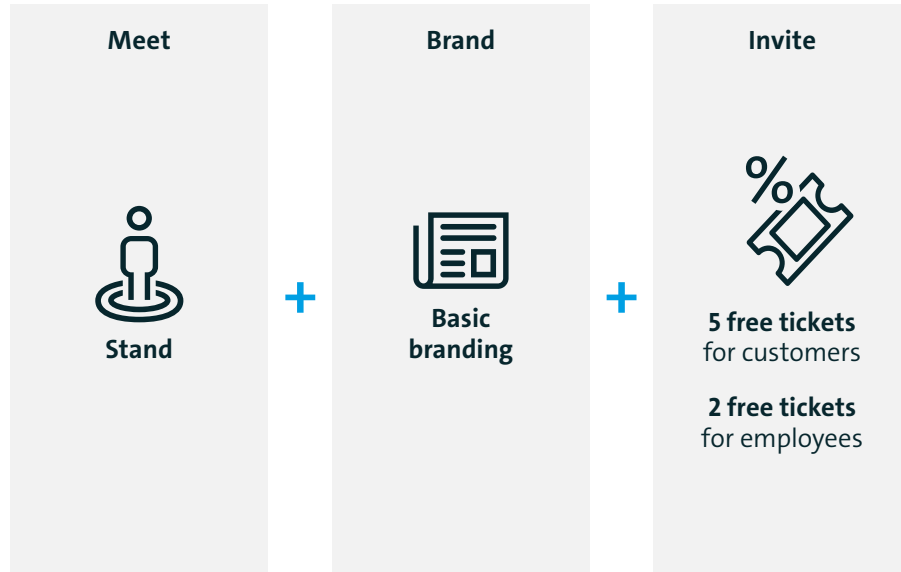 Meet
Stand
Brand
Basic
branding
Invite
%
5 free tickets
for customers
2 free tickets
for employees